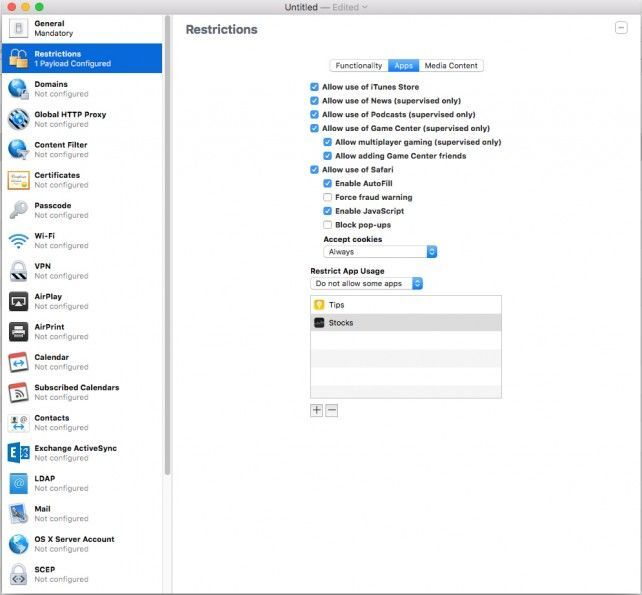 Untitled — Edited
General
Mandatory
Restrictions
1 Payload Configured
Domains
Not configured
Global HTTP Proxy
Not configured
Content Filter
Not configured
Certificates
Not configured
Passcode
Not configured
Wi-Fi
Not configured
VPN
Not configured
AirPlay
Not configured
AirPrint
Not configured
Calendar
Not configured
Subscribed Calendars
Not configured
Contacts
Not configured
Exchange ActiveSync
Not configured
LDAP
Not configured
Mail
Not configured
OS X Server Account
Not configured
SCEP
Not configured
Restrictions
Functionality Apps Media Content
Allow use of iTunes Store
Allow use of News (supervised only)
Allow use of Podcasts (supervised only)
Allow use of Game Center (supervised only)
Allow multiplayer gaming (supervised only)
Allow adding Game Center friends
Allow use of Safari
Enable AutoFill
Force fraud warning
Enable JavaScript
Block pop-ups
Accept cookies
Always
Restrict App Usage
Do not allow some apps
Tips
Stocks